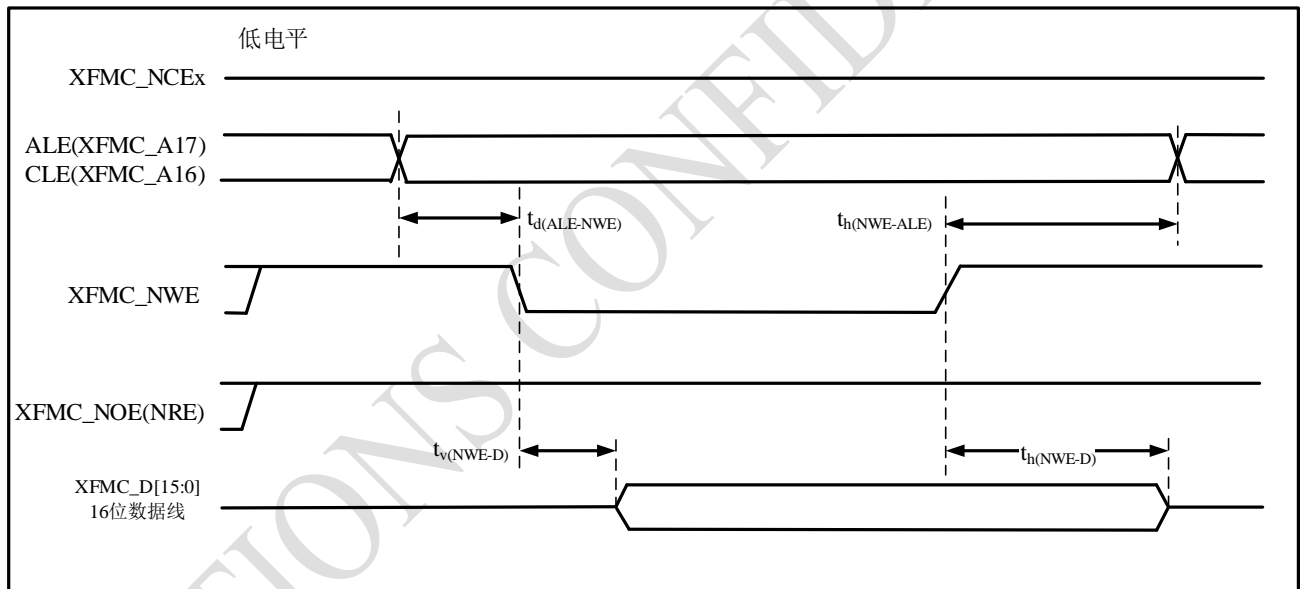 低电平
XFMC_NCEx
ALE(XFMC_A17)
CLE(XFMC_A16)
td(ALE-NWE)
th(NWE-ALE)
XFMC_NWE
XFMC_NOE(NRE)
tv(NWE-D)
th(NWE-D)
XFMC_D[15:0]
16位数据线